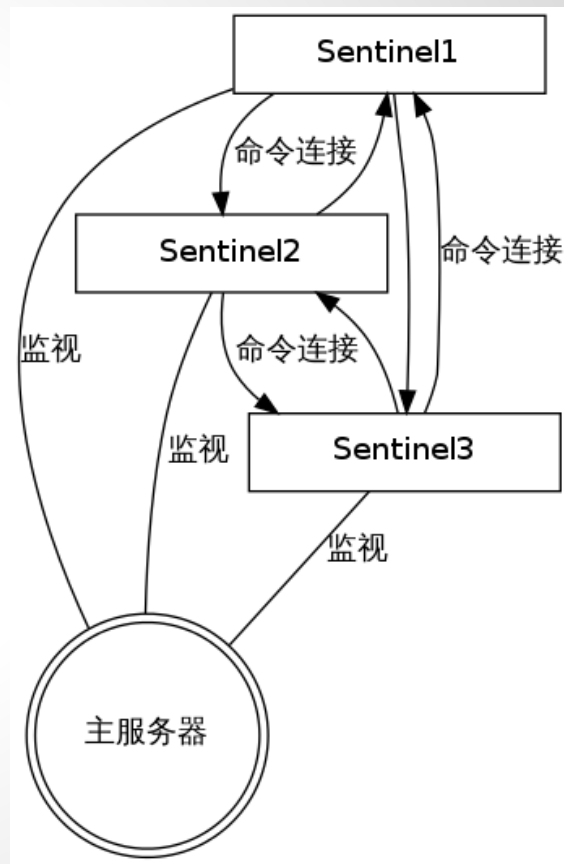 Sentinel1
命令连接
Sentinel2
命令连接
监视
命令连接
监视
Sentinel3
监视
主服务器